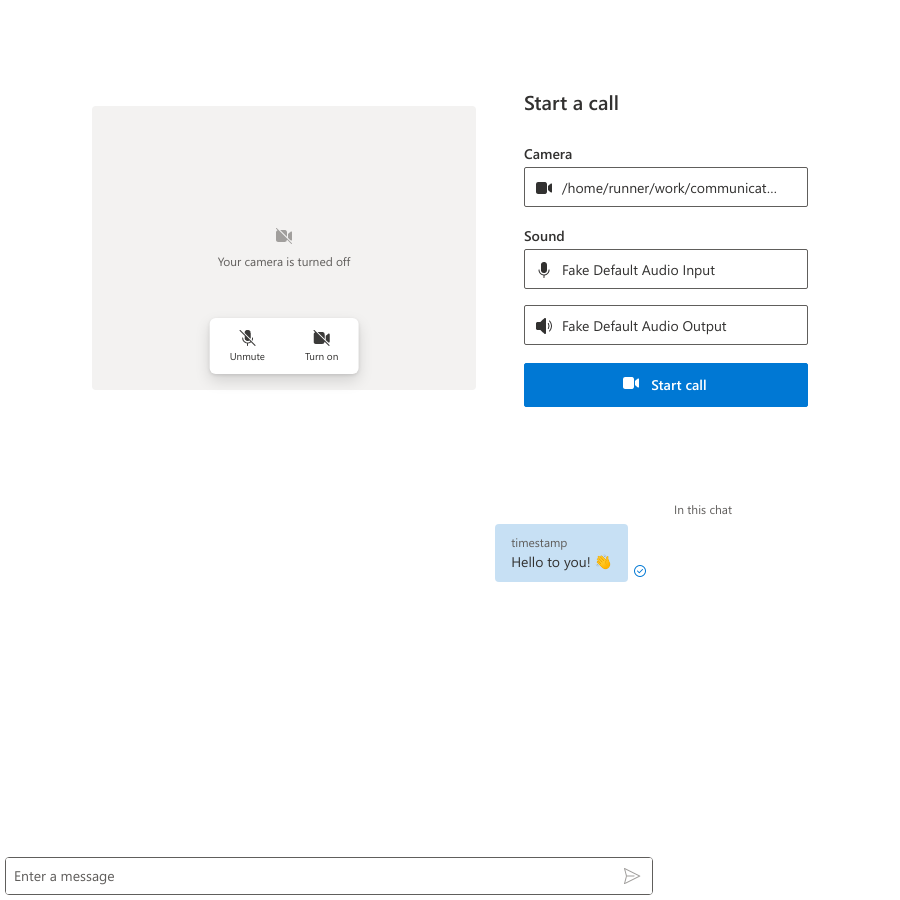 Start a call
Camera
/home/runner/work/communicat...
Sound
Fake Default Audio Input
Fake Default Audio Output
Start call
Your camera is turned off
Unmute
Turn on
In this chat
timestamp
Hello to you! 👋
Enter a message